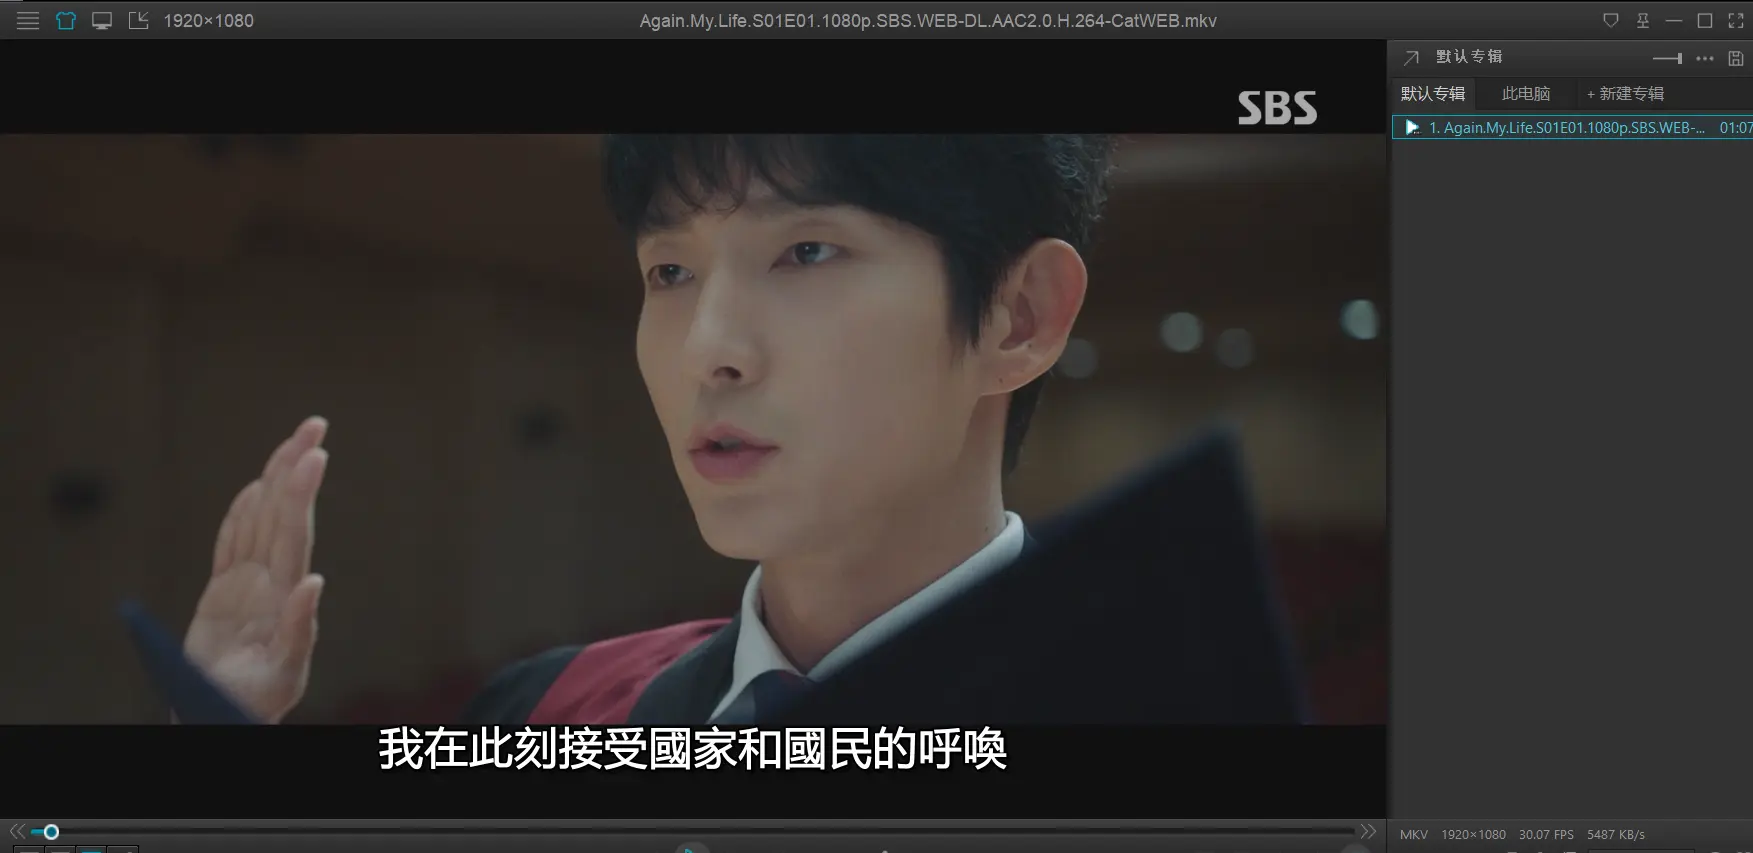 1920×1080
Again.My.Life.S01E01.1080p.SBS.WEB-DL.AAC2.0.H.264-CatWEB.mkv
默认专辑
默认专辑
此电脑
+ 新建专辑
1. Again.My.Life.S01E01.1080p.SBS.WEB-... 01:07
SBS
我在此刻接受國家和國民的呼喚
MKV 1920×1080 30.07 FPS 5487 KB/s